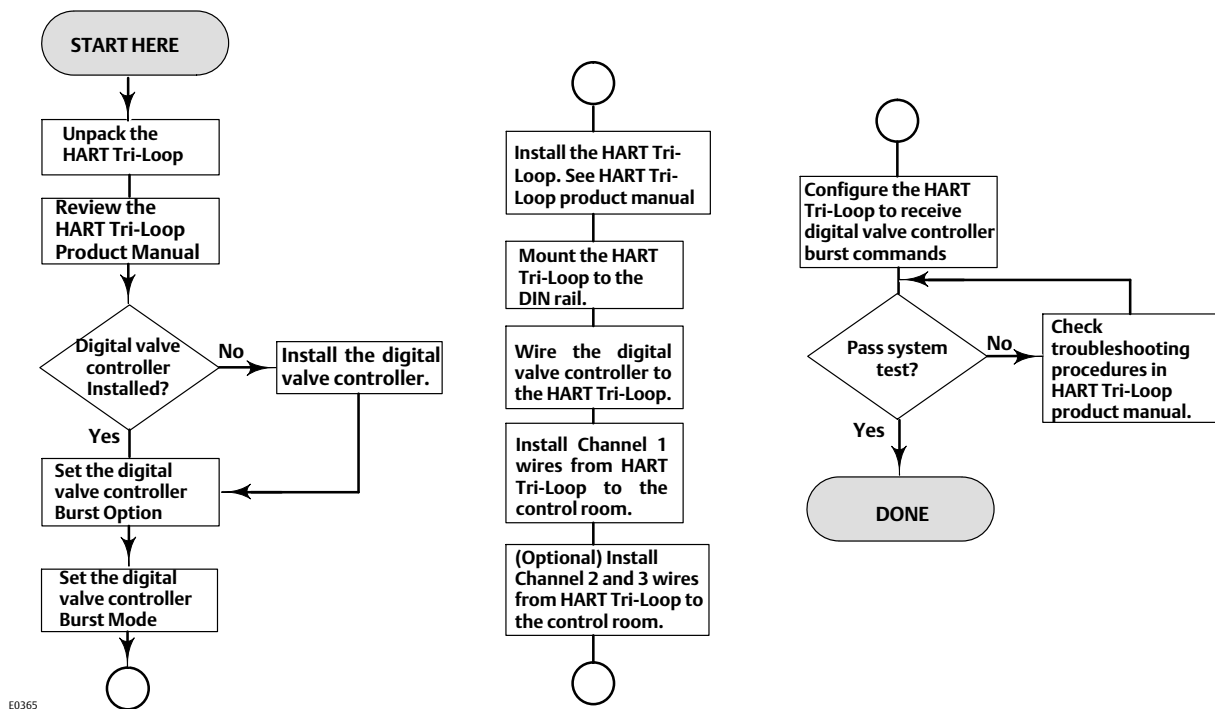 START HERE
Unpack the
HART Tri-Loop
Review the
HART Tri-Loop
Product Manual
Digital valve
controller
Installed?
No
Install the digital
valve controller.
Yes
Set the digital
valve controller
Burst Option
Set the digital
valve controller
Burst Mode
Install the HART Tri-
Loop. See HART Tri-
Loop product manual
Mount the HART
Tri-Loop to the
DIN rail.
Wire the digital
valve controller to
the HART Tri-Loop.
Install Channel 1
wires from HART
Tri-Loop to the
control room.
(Optional) Install
Channel 2 and 3 wires
from HART Tri-Loop to
the control room.
Configure the HART
Tri-Loop to receive
digital valve controller
burst commands
Pass system
test?
No
Check
troubleshooting
procedures in
HART Tri-Loop
product manual.
Yes
DONE
E0365